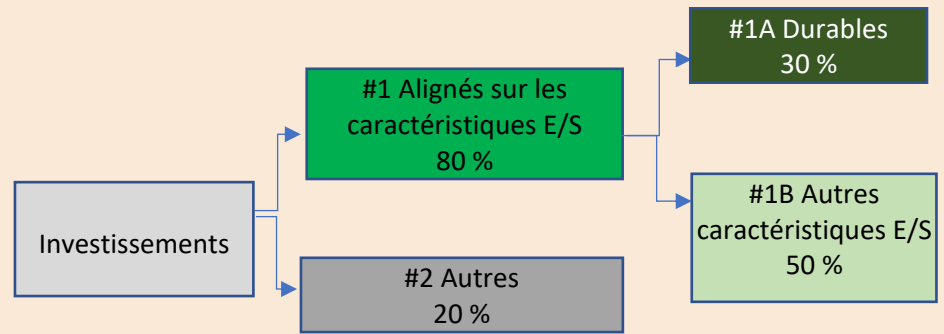 Investissements
#1 Alignés sur les
caractéristiques E/S
80 %
#2 Autres
20 %
#1A Durables
30 %
#1B Autres
caractéristiques E/S
50 %